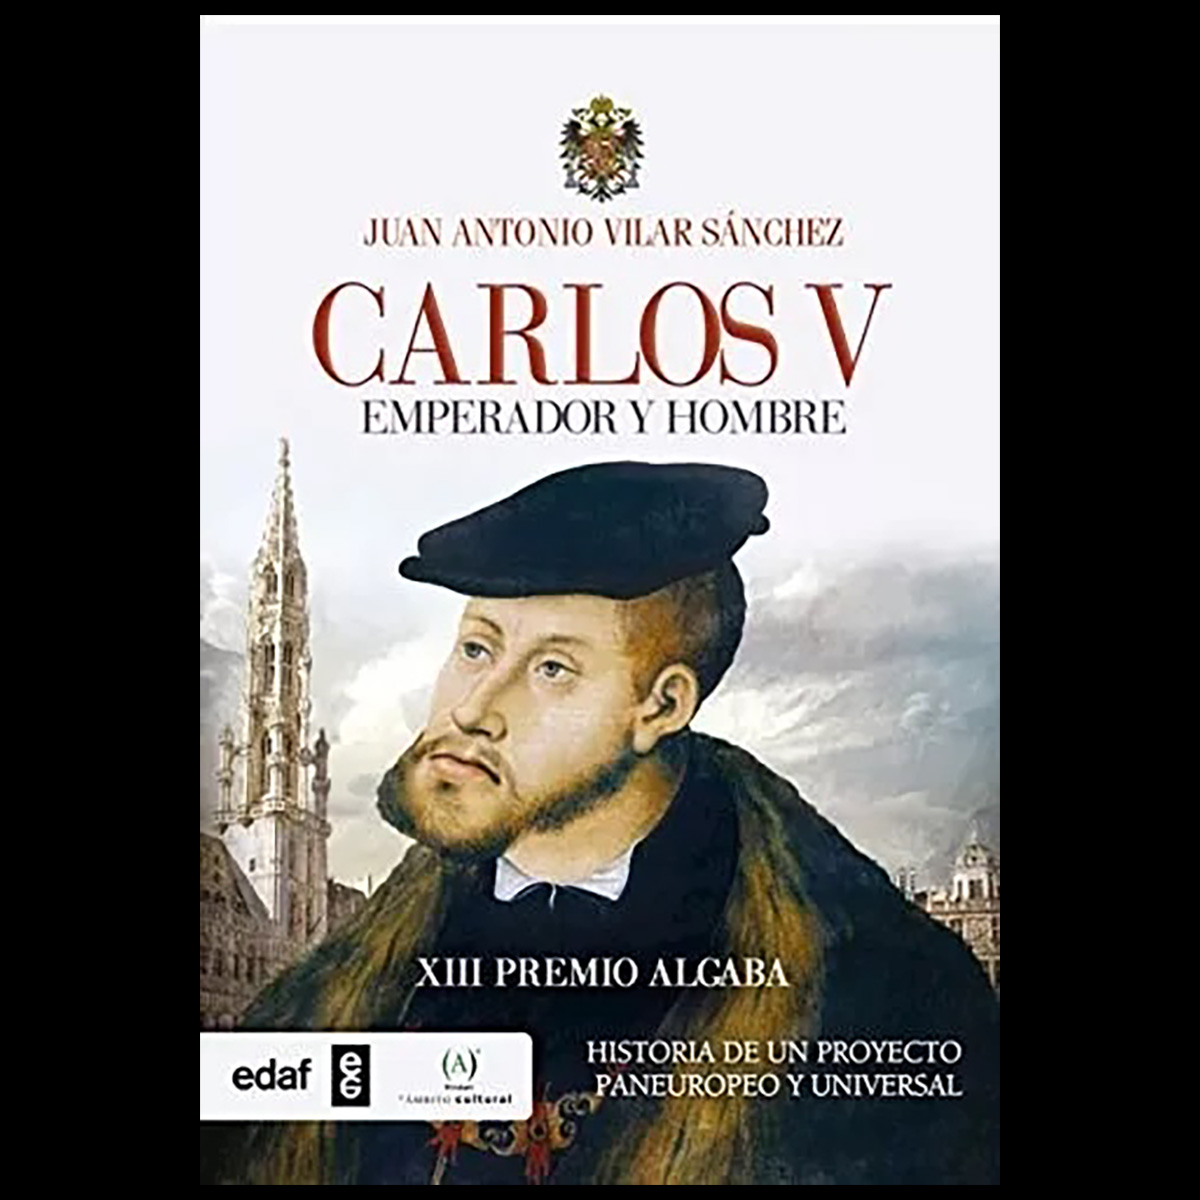 JUAN ANTONIO VILAR SÁNCHEZ
CARLOS V
EMPERADOR Y HOMBRE
XIII PREMIO ALGABA
HISTORIA DE UN PROYECTO
PANEUROPEO Y UNIVERSAL
edaf
(A)
ÁMBITO cultural